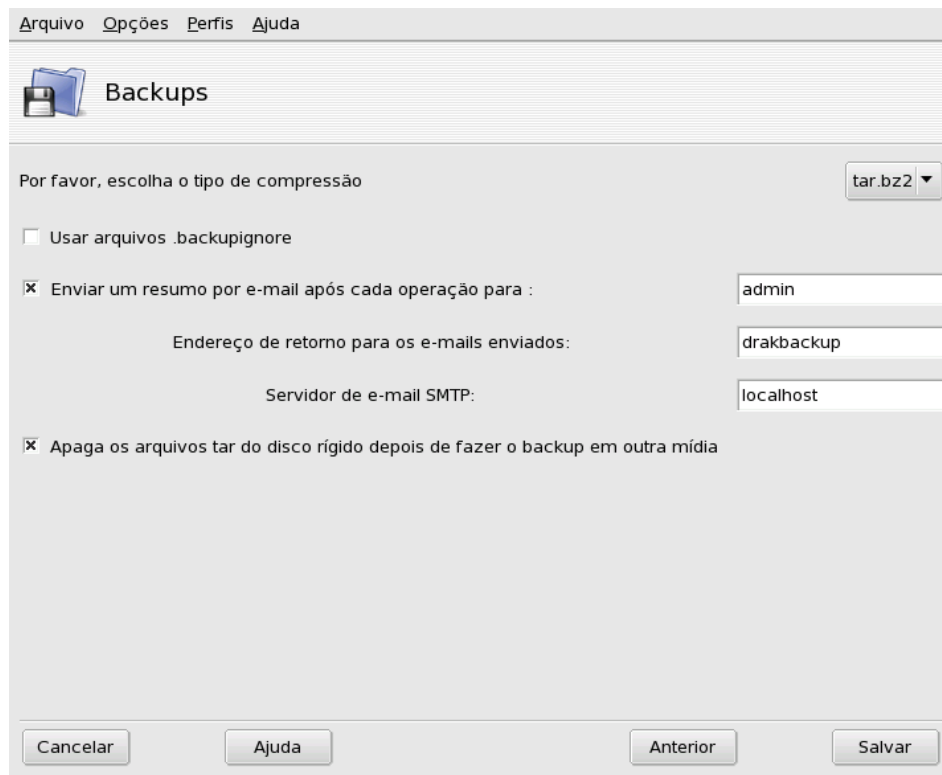 Arquivo Opções Perfis Ajuda
Backups
Por favor, escolha o tipo de compressão tar.bz2
Usar arquivos .backupignore
Enviar um resumo por e-mail após cada operação para : admin
Endereço de retorno para os e-mails enviados: drakbackup
Servidor de e-mail SMTP: localhost
Apaga os arquivos tar do disco rígido depois de fazer o backup em outra mídia
Cancelar Ajuda Anterior Salvar